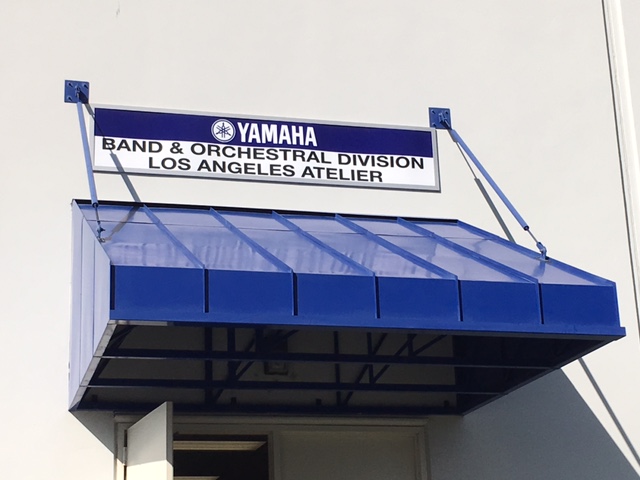 YAMAHA
BAND & ORCHESTRAL DIVISION
LOS ANGELES ATELIER